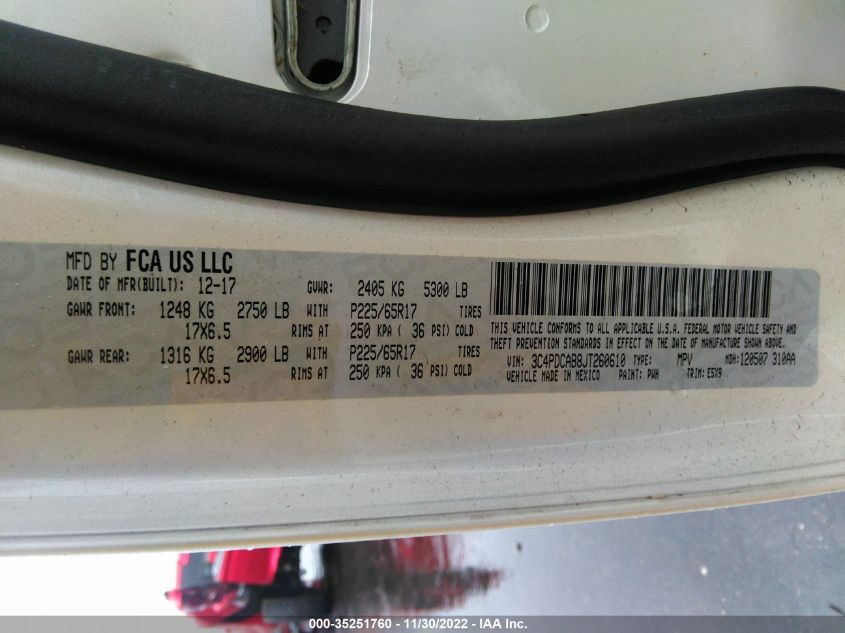 MFD BY FCA US LLC
DATE OF MFR(BUILT): 12-17 GVWR: 2405 KG 5300 LB
GAWR FRONT: 1248 KG 2750 LB WITH P225/65R17 TIRES
17X6.5 RIMS AT 250 KPA ( 36 PSI) COLD
GAWR REAR: 1316 KG 2900 LB WITH P225/65R17 TIRES
17X6.5 RIMS AT 250 KPA ( 36 PSI) COLD
THIS VEHICLE CONFORMS TO ALL APPLICABLE U.S.A. FEDERAL MOTOR VEHICLE SAFETY AND
THEFT PREVENTION STANDARDS IN EFFECT ON THE DATE OF MANUFACTURE SHOWN ABOVE.
VIN: 3C4PDCAB8JT260610 TYPE: MPV MDH: 120507 310AA
VEHICLE MADE IN MEXICO PAINT: PWH TRIM: E5X9
000-35251760 - 11/30/2022 - IAA Inc.